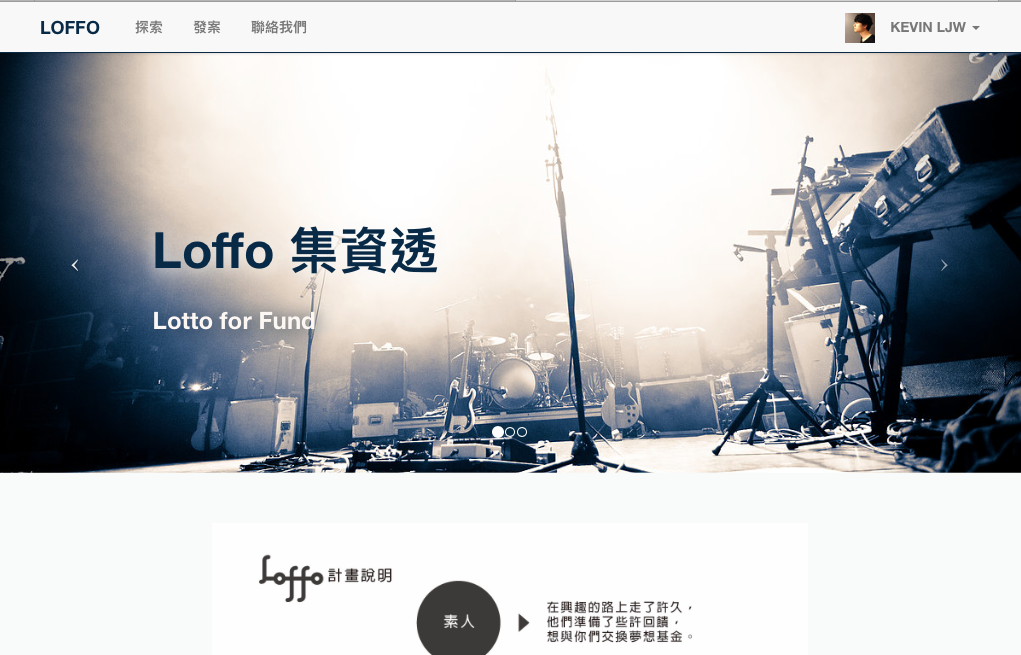 LOFFO
探索
發案
聯絡我們
KEVIN LJW
Loffo 集資透
Lotto for Fund
Loffo 計畫說明
素人
在興趣的路上走了許久，
他們準備了些許回饋，
想與你們交換夢想基金。